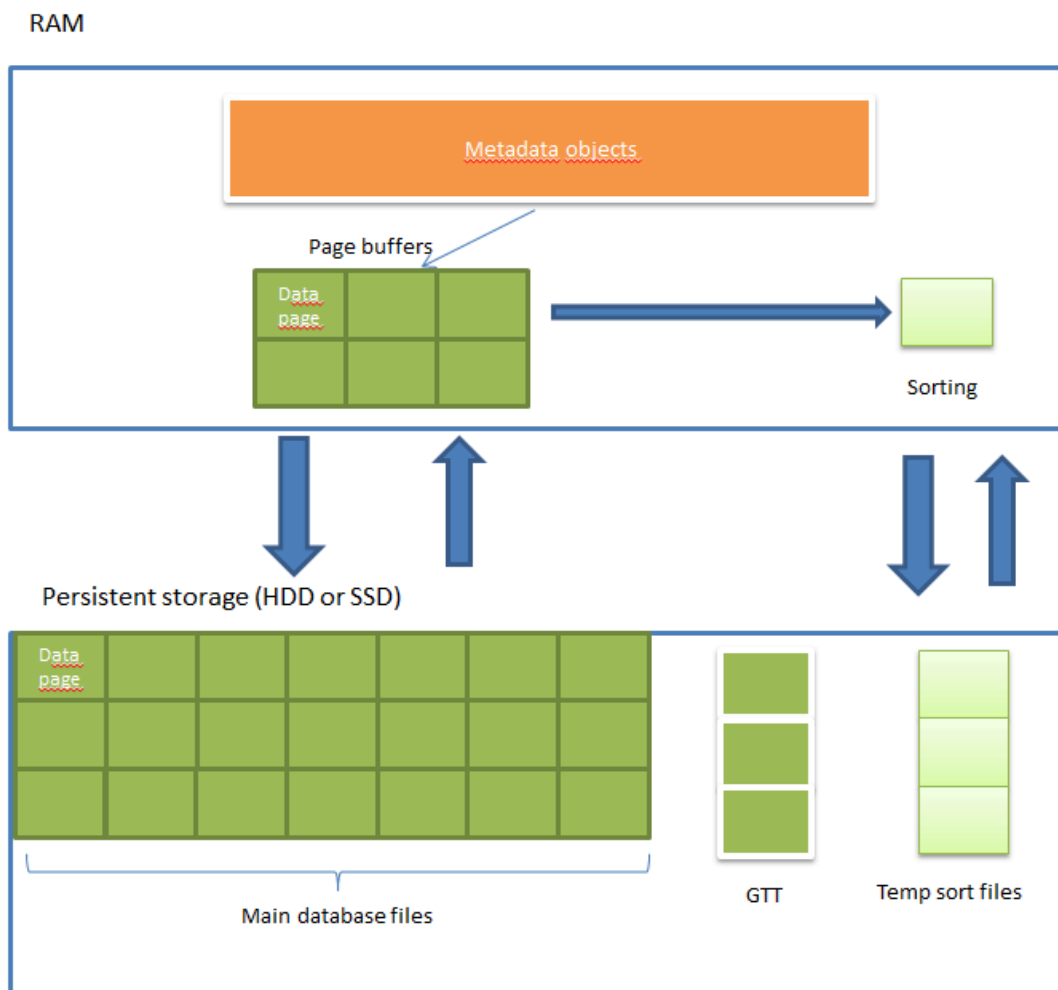 RAM
Metadata objects
Page buffers
Data
page
Sorting
Persistent storage (HDD or SSD)
Data
page
Main database files
GTT
Temp sort files